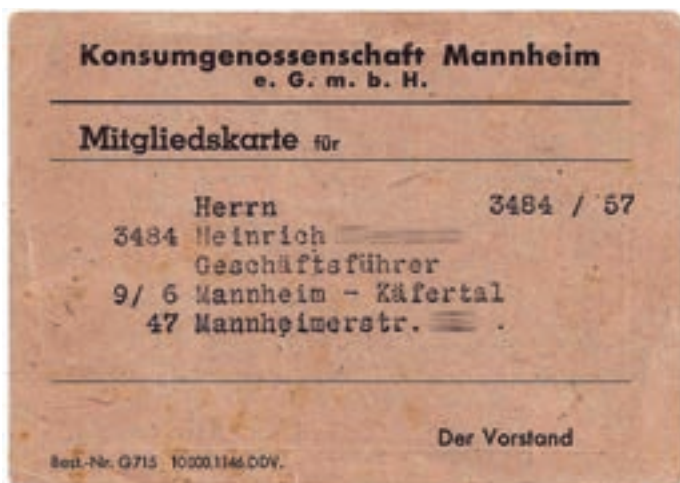 Konsumgenossenschaft Mannheim
e. G. m. b. H.
Mitgliedskarte für
Herrn 3484 / 57
3484 Heinrich
Geschäftsführer
9/ 6 Mannheim - Käfertal
47 Mannheimerstr. .
Der Vorstand
Best.-Nr. G715 10000.1146.DDV.